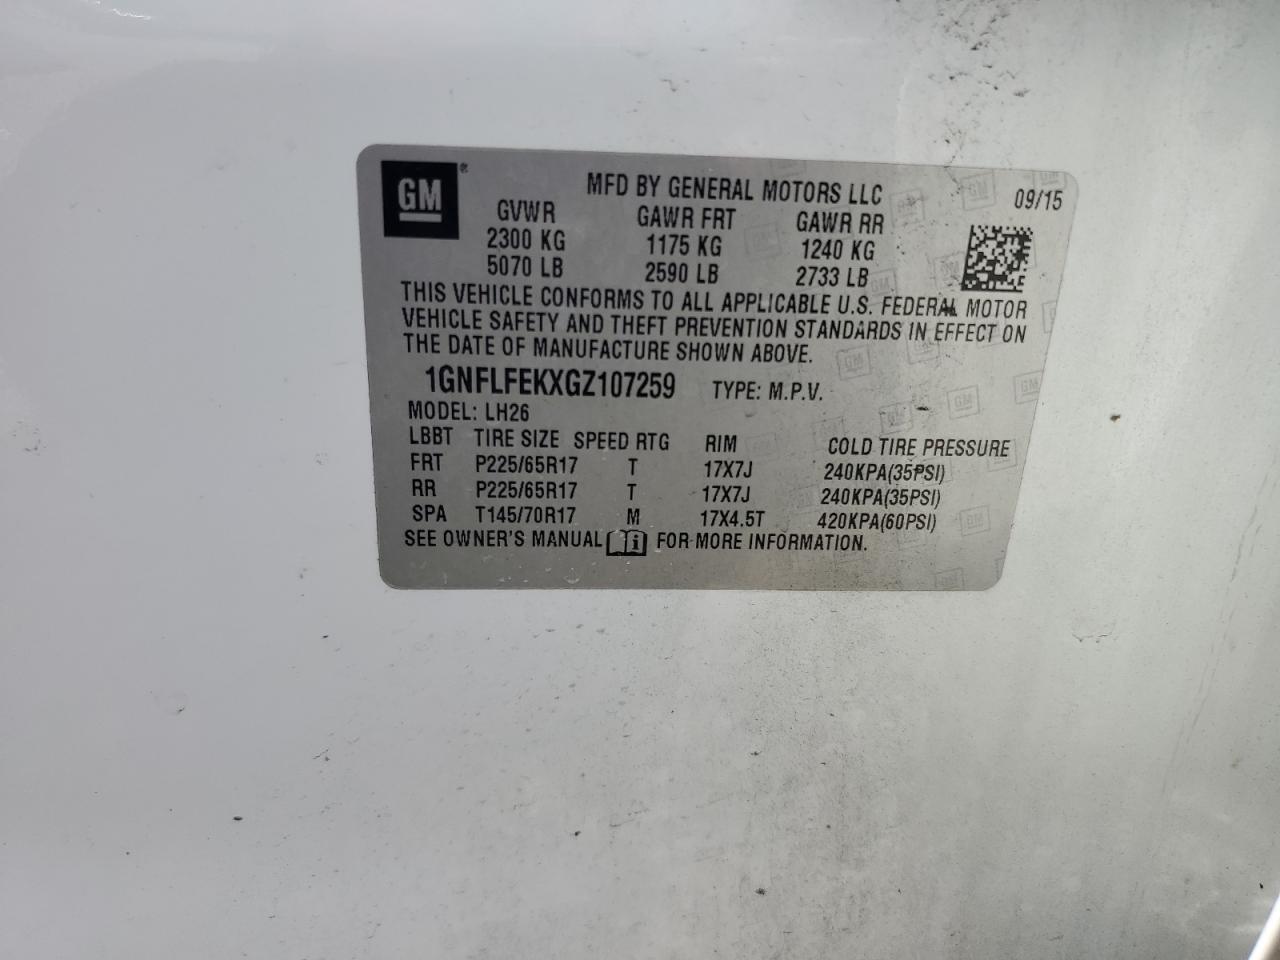 GM® MFD BY GENERAL MOTORS LLC 09/15
GVWR GAWR FRT GAWR RR
2300 KG 1175 KG 1240 KG
5070 LB 2590 LB 2733 LB
THIS VEHICLE CONFORMS TO ALL APPLICABLE U.S. FEDERAL MOTOR
VEHICLE SAFETY AND THEFT PREVENTION STANDARDS IN EFFECT ON
THE DATE OF MANUFACTURE SHOWN ABOVE.
1GNFLFEKXGZ107259 TYPE: M.P.V.
MODEL: LH26
LBBT TIRE SIZE SPEED RTG RIM COLD TIRE PRESSURE
FRT P225/65R17 T 17X7J 240KPA(35PSI)
RR P225/65R17 T 17X7J 240KPA(35PSI)
SPA T145/70R17 M 17X4.5T 420KPA(60PSI)
SEE OWNER'S MANUAL i FOR MORE INFORMATION.